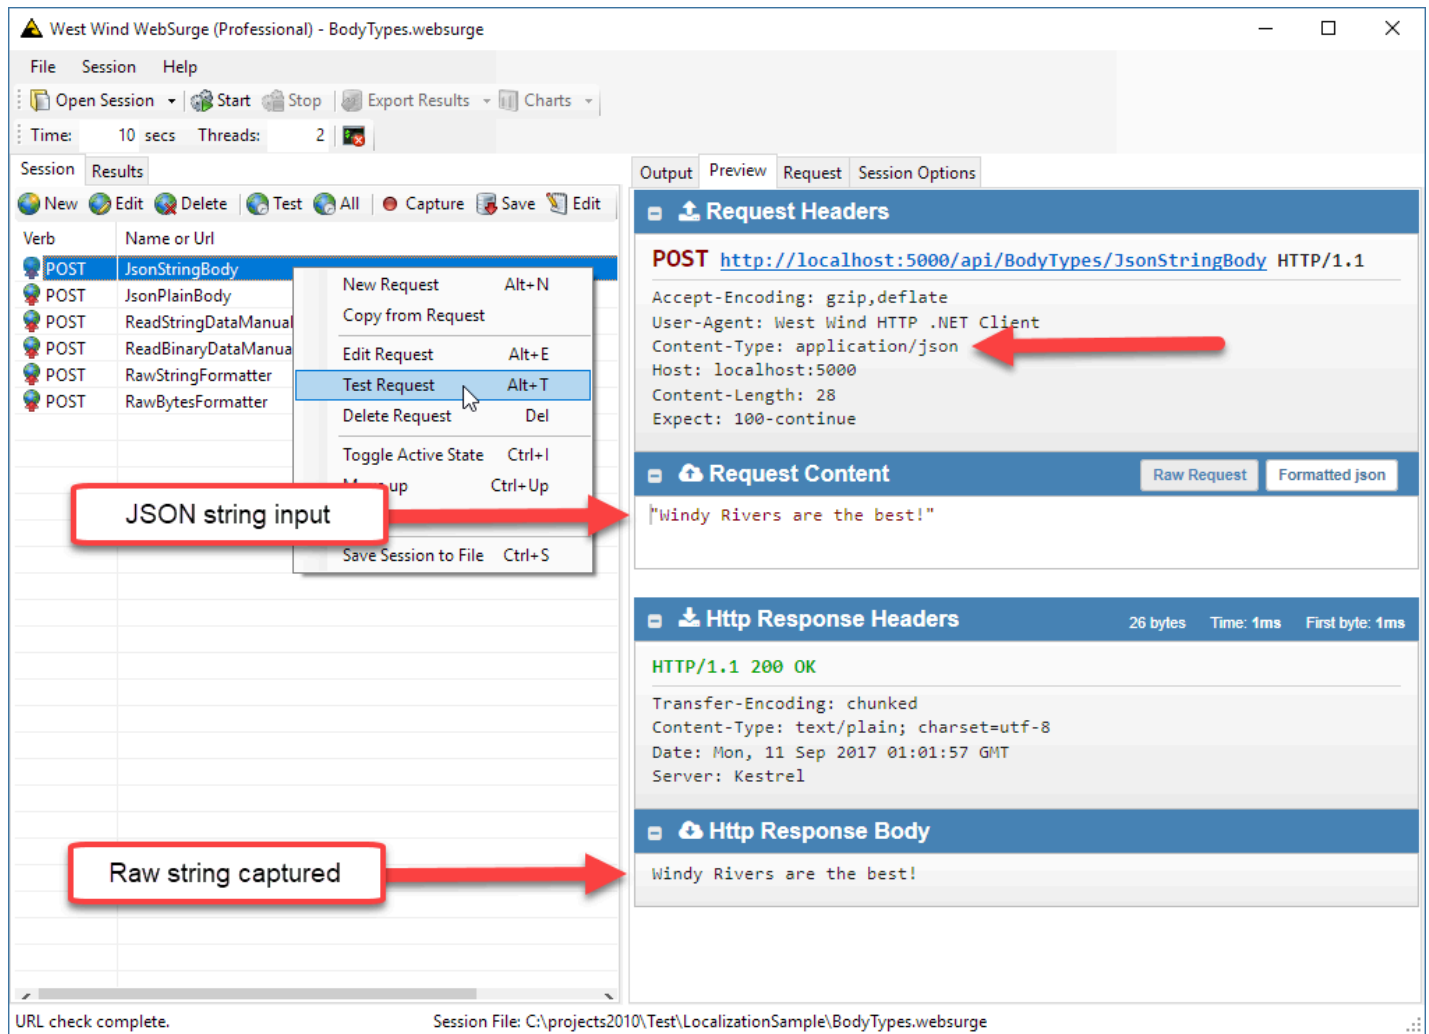 West Wind WebSurge (Professional) - BodyTypes.websurge
File Session Help
Open Session Start Stop Export Results Charts
Time: 10 secs Threads: 2
Session Results
New Edit Delete Test All Capture Save Edit
Verb Name or Url
POST JsonStringBody
POST JsonPlainBody
POST ReadStringDataManual
POST ReadBinaryDataManua
POST RawStringFormatter
POST RawBytesFormatter
New Request Alt+N
Copy from Request
Edit Request Alt+E
Test Request Alt+T
Delete Request Del
Toggle Active State Ctrl+I
up Ctrl+Up
Save Session to File Ctrl+S
JSON string input
Raw string captured
Output Preview Request Session Options
Request Headers
POST http://localhost:5000/api/BodyTypes/JsonStringBody HTTP/1.1
Accept-Encoding: gzip,deflate
User-Agent: West Wind HTTP .NET Client
Content-Type: application/json
Host: localhost:5000
Content-Length: 28
Expect: 100-continue
Request Content Raw Request Formatted json
"Windy Rivers are the best!"
Http Response Headers 26 bytes Time: 1ms First byte: 1ms
HTTP/1.1 200 OK
Transfer-Encoding: chunked
Content-Type: text/plain; charset=utf-8
Date: Mon, 11 Sep 2017 01:01:57 GMT
Server: Kestrel
Http Response Body
Windy Rivers are the best!
URL check complete. Session File: C:\projects2010\Test\LocalizationSample\BodyTypes.websurge